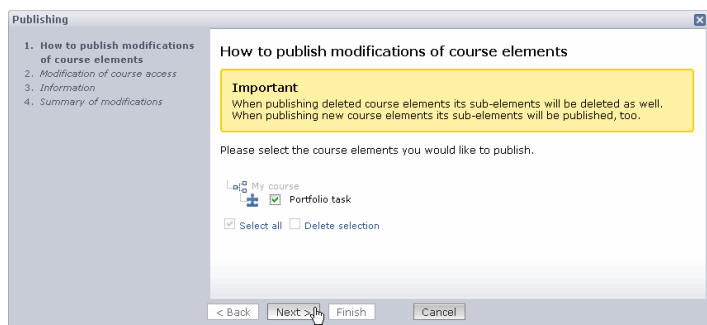 Publishing
1. How to publish modifications
of course elements
2. Modification of course access
3. Information
4. Summary of modifications
How to publish modifications of course elements
Important
When publishing deleted course elements its sub-elements will be deleted as well.
When publishing new course elements its sub-elements will be published, too.
Please select the course elements you would like to publish.
My course
Portfolio task
Select all Delete selection
< Back Next > Finish Cancel